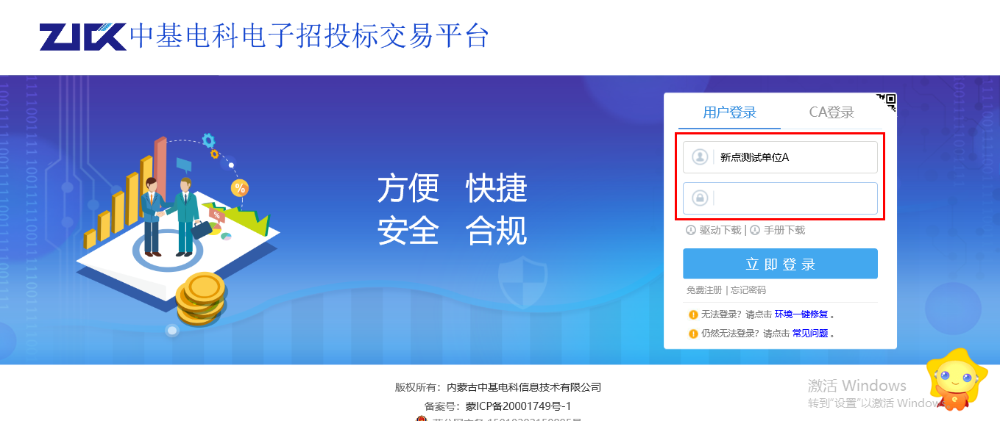 ZJCK 中基电科电子招投标交易平台
用户登录 CA登录
新点测试单位A
方便 快捷
安全 合规
驱动下载 | 手册下载
立即登录
免费注册 | 忘记密码
无法登录？请点击 环境一键修复 。
仍然无法登录？请点击 常见问题 。
版权所有：内蒙古中基电科信息技术有限公司
备案号：蒙ICP备20001749号-1
激活 Windows
转到“设置”以激活 Windows
%
%